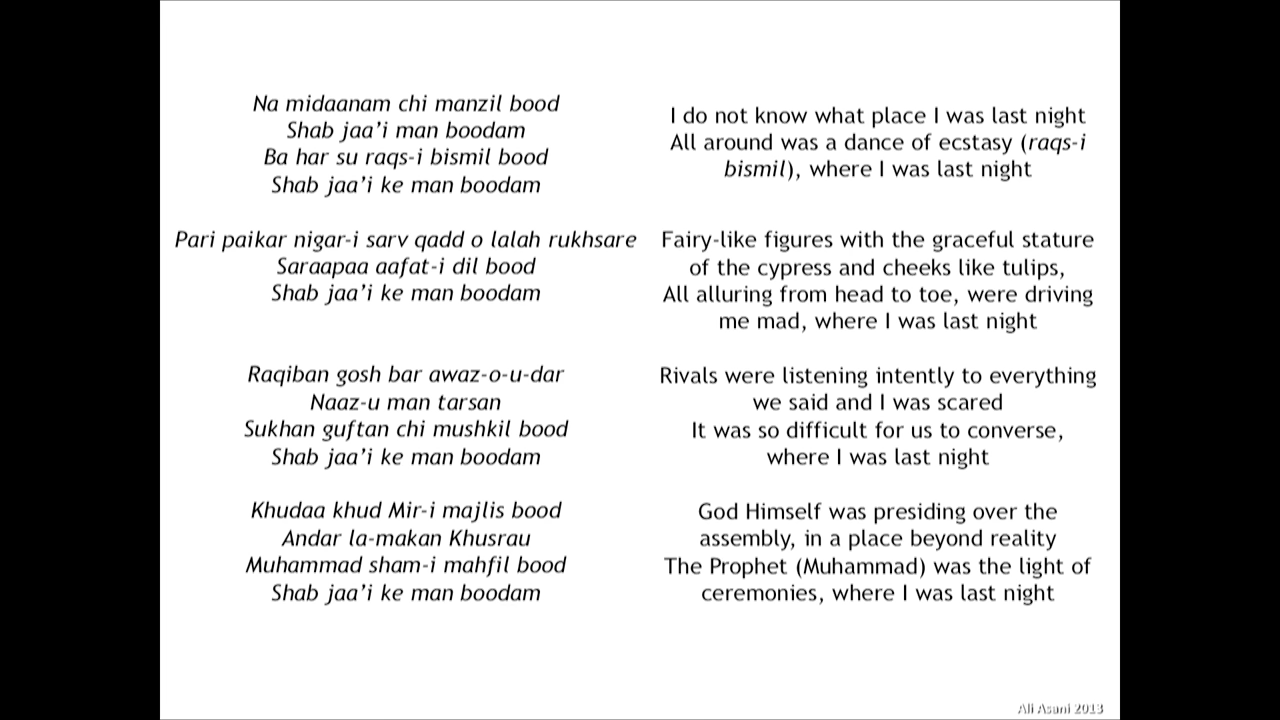 Na midaanam chi manzil bood
Shab jaa’i man boodam
Ba har su raqs-i bismil bood
Shab jaa’i ke man boodam
Pari paikar nigar-i sarv qadd o lalah rukhsare
Saraapaa aafat-i dil bood
Shab jaa’i ke man boodam
Raqiban gosh bar awaz-o-u-dar
Naaz-u man tarsan
Sukhan guftan chi mushkil bood
Shab jaa’i ke man boodam
Khudaa khud Mir-i majlis bood
Andar la-makan Khusrau
Muhammad sham-i mahfil bood
Shab jaa’i ke man boodam
I do not know what place I was last night
All around was a dance of ecstasy (raqs-i
bismil), where I was last night
Fairy-like figures with the graceful stature
of the cypress and cheeks like tulips,
All alluring from head to toe, were driving
me mad, where I was last night
Rivals were listening intently to everything
we said and I was scared
It was so difficult for us to converse,
where I was last night
God Himself was presiding over the
assembly, in a place beyond reality
The Prophet (Muhammad) was the light of
ceremonies, where I was last night
Ali Asani 2013